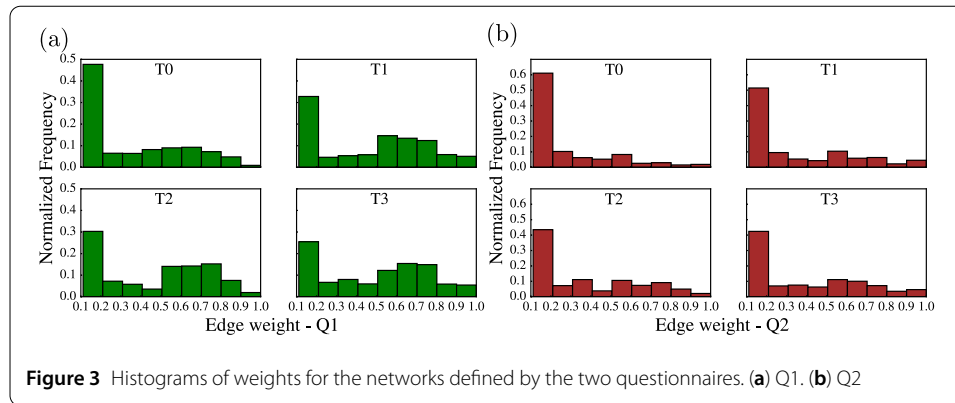 (a)
(b)
Normalized Frequency
0.5
0.4
0.3
0.2
0.1
0.0
T0
T1
0.5
0.4
0.3
0.2
0.1
0.0
T2
T3
0.1 0.2 0.3 0.4 0.5 0.6 0.7 0.8 0.9 1.0
0.1 0.2 0.3 0.4 0.5 0.6 0.7 0.8 0.9 1.0
Edge weight - Q1
Normalized Frequency
0.6
0.5
0.4
0.3
0.2
0.1
0.0
T0
T1
0.6
0.5
0.4
0.3
0.2
0.1
0.0
T2
T3
0.1 0.2 0.3 0.4 0.5 0.6 0.7 0.8 0.9 1.0
0.1 0.2 0.3 0.4 0.5 0.6 0.7 0.8 0.9 1.0
Edge weight - Q2
Figure 3 Histograms of weights for the networks defined by the two questionnaires. (a) Q1. (b) Q2